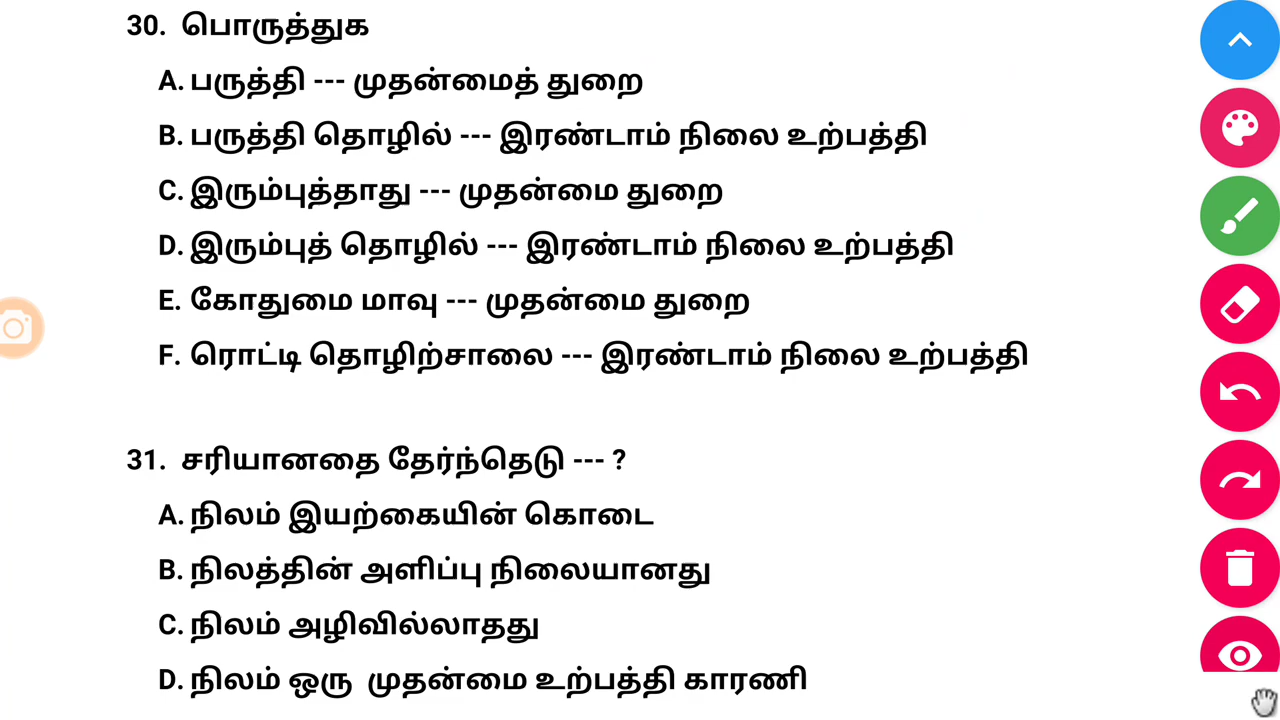 30. பொருத்துக
A. பருத்தி --- முதன்மைத் துறை
B. பருத்தி தொழில் --- இரண்டாம் நிலை உற்பத்தி
C. இரும்புத்தாது --- முதன்மை துறை
D. இரும்புத் தொழில் --- இரண்டாம் நிலை உற்பத்தி
E. கோதுமை மாவு --- முதன்மை துறை
F. ரொட்டி தொழிற்சாலை --- இரண்டாம் நிலை உற்பத்தி
31. சரியானதை தேர்ந்தெடு --- ?
A. நிலம் இயற்கையின் கொடை
B. நிலத்தின் அளிப்பு நிலையானது
C. நிலம் அழிவில்லாதது
D. நிலம் ஒரு முதன்மை உற்பத்தி காரணி